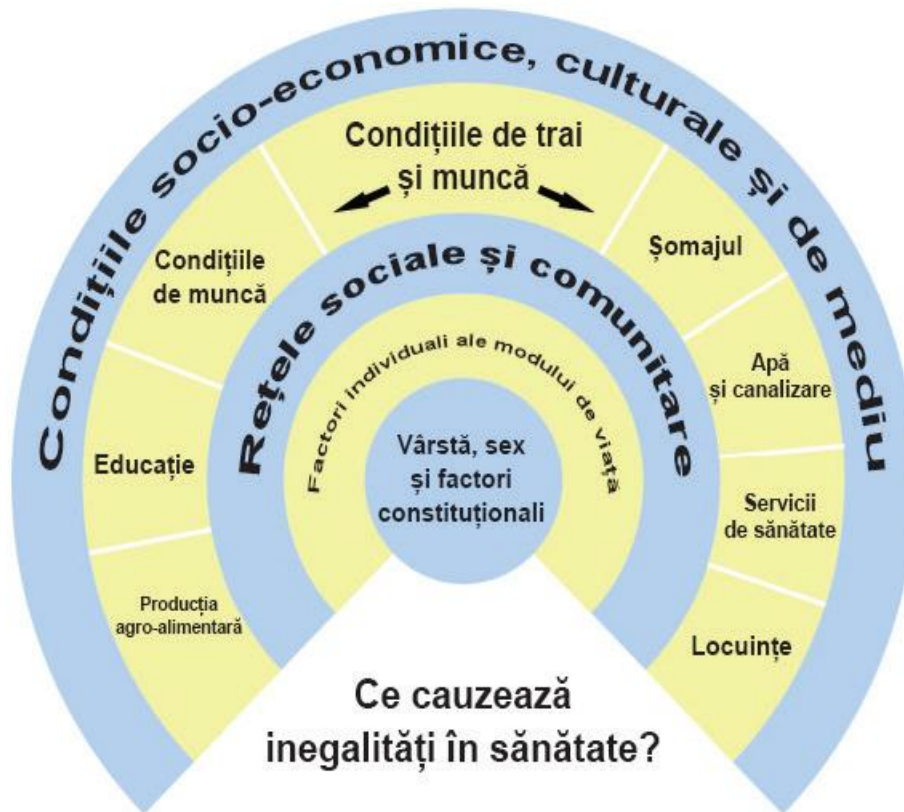 Condițiile socio-economice, culturale și de mediu
Condițiile de trai
și muncă
Condițiile
de muncă
Șomajul
Rețele sociale și comunitare
Factori individuali ale modului de viață
Apă
și canalizare
Educație
Vârstă, sex
și factori
constituționali
Servicii
de sănătate
Producția
agro-alimentară
Locuințe
Ce cauzează
inegalități în sănătate?